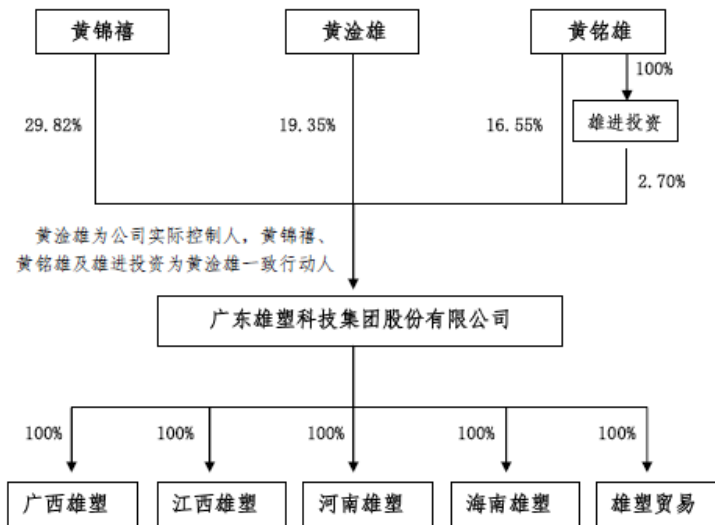 黄锦禧
黄淦雄
黄铭雄
100%
29.82%
19.35%
16.55%
雄进投资
2.70%
黄淦雄为公司实际控制人，黄锦禧、
黄铭雄及雄进投资为黄淦雄一致行动人
广东雄塑科技集团股份有限公司
100%
100%
100%
100%
100%
广西雄塑
江西雄塑
河南雄塑
海南雄塑
雄塑贸易